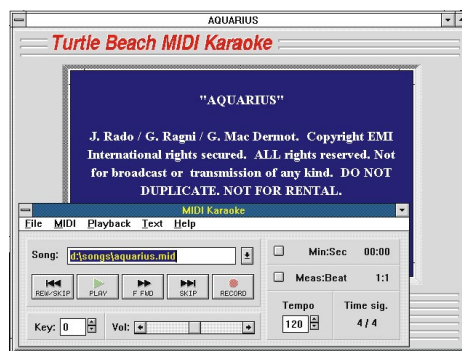 AQUARIUS
Turtle Beach MIDI Karaoke
"AQUARIUS"
J. Rado / G. Ragni / G. Mac Dermot. Copyright EMI
International rights secured. ALL rights reserved. Not
for broadcast or transmission of any kind. DO NOT
DUPLICATE. NOT FOR RENTAL.
MIDI Karaoke
File MIDI Playback Text Help
Song: d:\songs\aquarius.mid
Min:Sec 00:00
Meas:Beat 1:1
REW/SKIP PLAY F FWD SKIP RECORD
Tempo Time sig.
120 4/4
Key: 0 Vol: